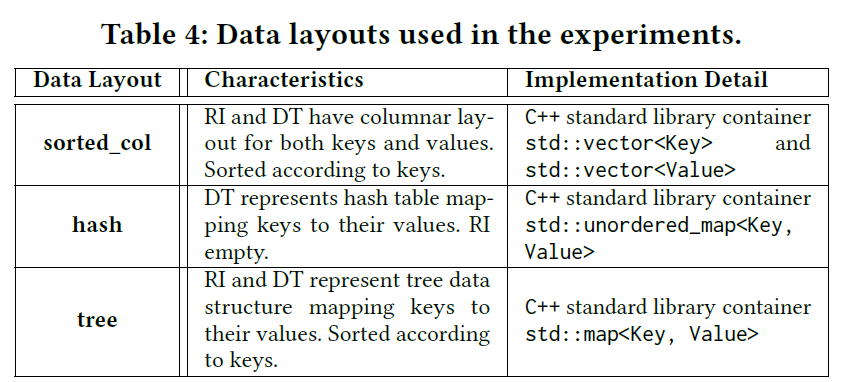 Table 4: Data layouts used in the experiments.
Data Layout Characteristics Implementation Detail
sorted_col
RI and DT have columnar lay-
out for both keys and values.
Sorted according to keys.
C++ standard library container
std::vector<Key> and
std::vector<Value>
hash
DT represents hash table map-
ping keys to their values. RI
empty.
C++ standard library container
std::unordered_map<Key,
Value>
tree
RI and DT represent tree data
structure mapping keys to
their values. Sorted according
to keys.
C++ standard library container
std::map<Key, Value>